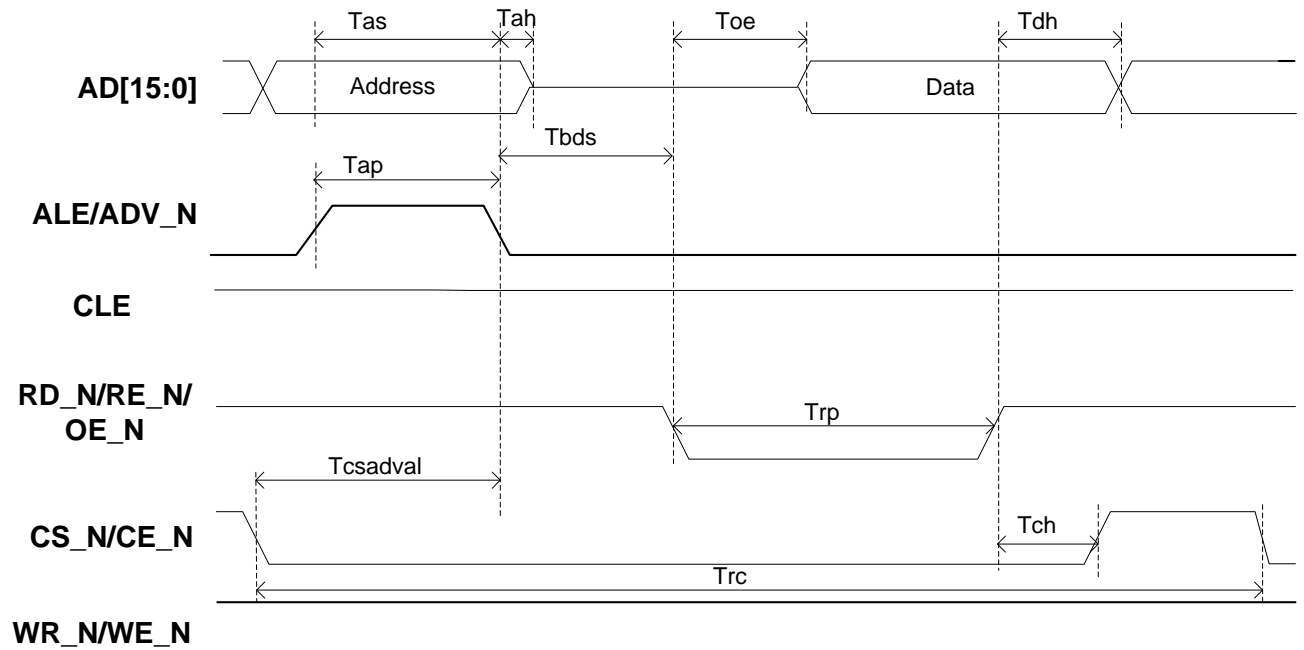 Tas
Tah
Toe
Tdh
AD[15:0]
Address
Data
Tbds
Tap
ALE/ADV_N
CLE
RD_N/RE_N/
OE_N
Trp
Tcsadval
CS_N/CE_N
Tch
Trc
WR_N/WE_N